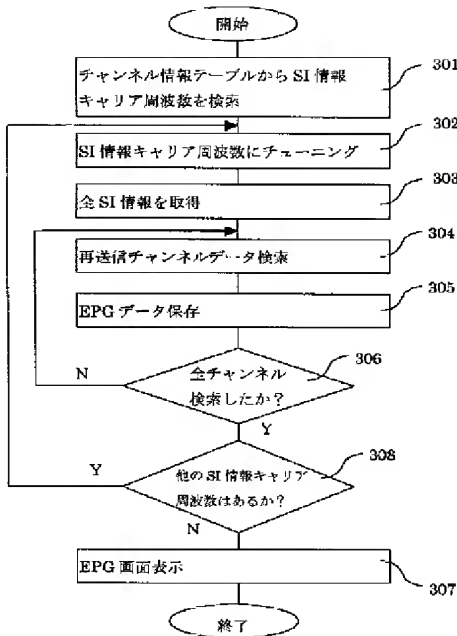 開始
301
チャンネル情報テーブルから SI 情報
キャリア周波数を検索
302
SI 情報キャリア周波数にチューニング
303
全 SI 情報を取得
304
再送信チャンネルデータ検索
305
EPG データ保存
306
全チャンネル
検索したか？
N
Y
308
他の SI 情報キャリア
周波数はあるか？
Y
N
EPG 画面表示
307
終了